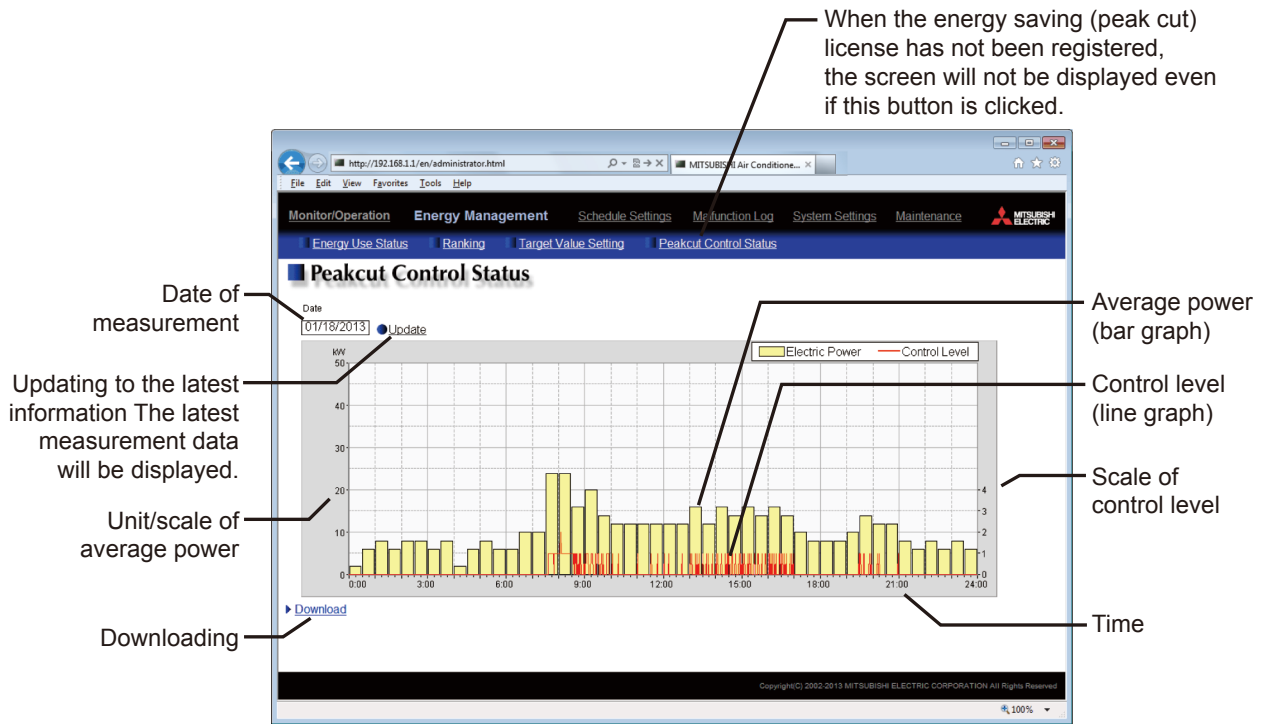 When the energy saving (peak cut)
license has not been registered,
the screen will not be displayed even
if this button is clicked.
http://192.168.1.1/en/administrator.html
MITSUBISHI Air Conditione...
File Edit View Favorites Tools Help
Monitor/Operation Energy Management Schedule Settings Malfunction Log System Settings Maintenance MITSUBISHI ELECTRIC
Energy Use Status Ranking Target Value Setting Peakcut Control Status
Peakcut Control Status
Date of
measurement
Date
01/18/2013 Update
Average power
(bar graph)
kW
Electric Power Control Level
50
40
30
20
10
0
4
3
2
1
0
0:00 3:00 6:00 9:00 12:00 15:00 18:00 21:00 24:00
Updating to the latest
information The latest
measurement data
will be displayed.
Control level
(line graph)
Unit/scale of
average power
Scale of
control level
Download
Downloading
Time
Copyright(C) 2002-2013 MITSUBISHI ELECTRIC CORPORATION All Rights Reserved
100%